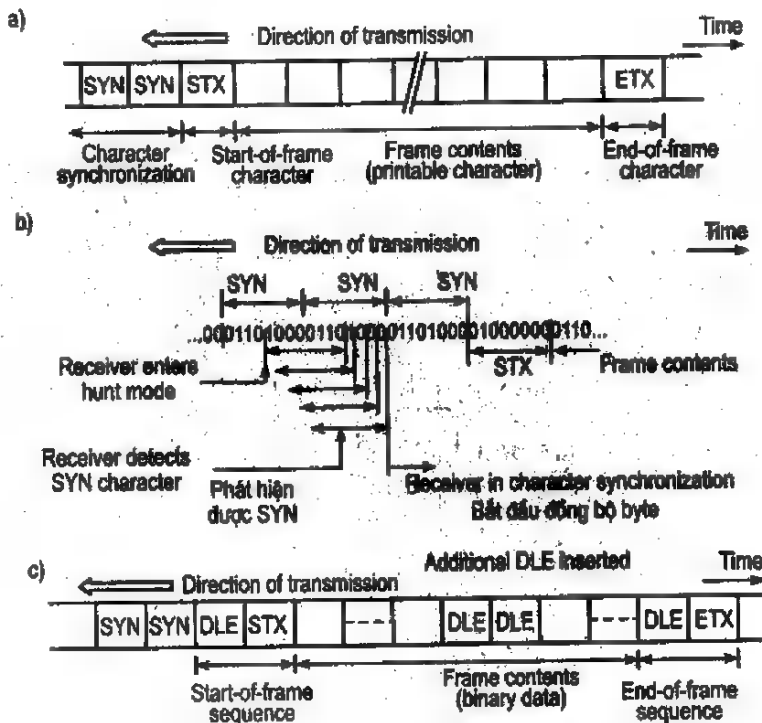 a)
Direction of transmission
Time
SYN SYN STX ETX
Character synchronization
Start-of-frame character
Frame contents (printable character)
End-of-frame character
b)
Direction of transmission
Time
SYN SYN SYN
Receiver enters hunt mode
STX
Frame contents
Receiver detects SYN character
Phát hiện được SYN
Receiver in character synchronization
Bắt đầu đồng bộ byte
c)
Direction of transmission
Additional DLE inserted
Time
SYN SYN DLE STX DLE DLE DLE ETX
Start-of-frame sequence
Frame contents (binary data)
End-of-frame sequence